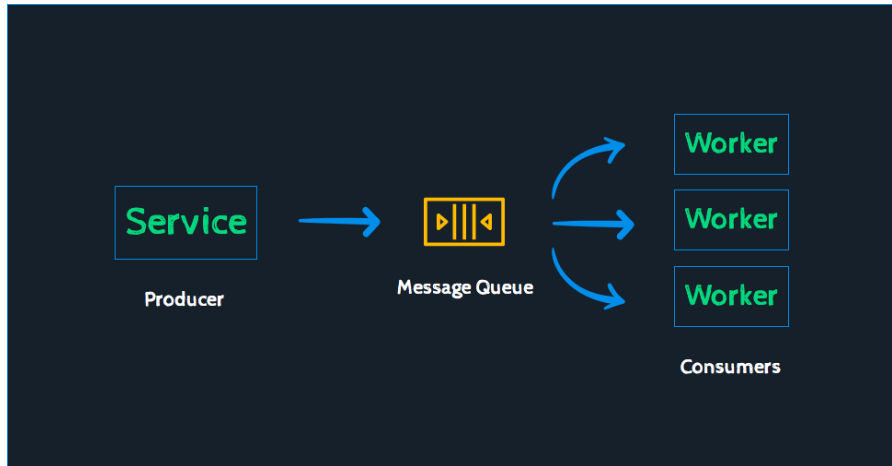 Service
Producer
Message Queue
Worker
Worker
Worker
Consumers